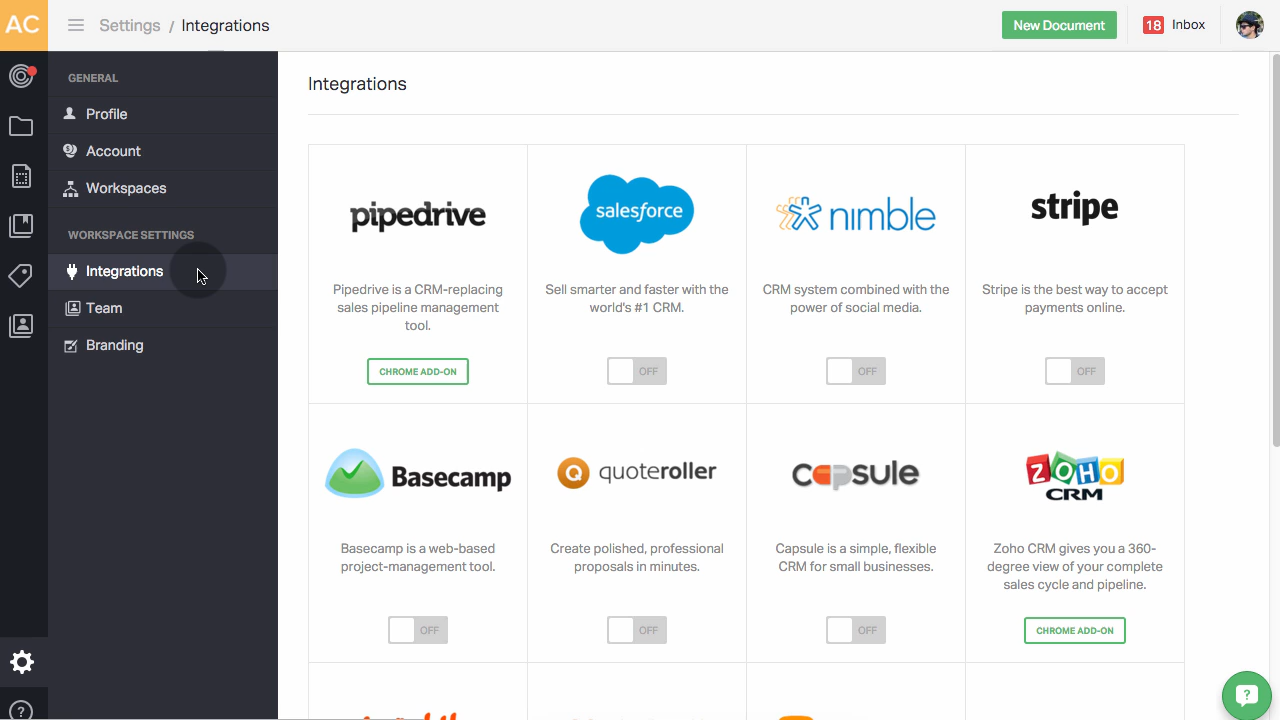 AC
Settings / Integrations
New Document
18 Inbox
GENERAL
Profile
Account
Workspaces
WORKSPACE SETTINGS
Integrations
Team
Branding
Integrations
pipedrive
Pipedrive is a CRM-replacing
sales pipeline management
tool.
CHROME ADD-ON
salesforce
Sell smarter and faster with the
world's #1 CRM.
OFF
nimble
CRM system combined with the
power of social media.
OFF
stripe
Stripe is the best way to accept
payments online.
OFF
Basecamp
Basecamp is a web-based
project-management tool.
OFF
Q quoteroller
Create polished, professional
proposals in minutes.
OFF
capsule
Capsule is a simple, flexible
CRM for small businesses.
OFF
ZOHO
CRM
Zoho CRM gives you a 360-
degree view of your complete
sales cycle and pipeline.
CHROME ADD-ON
?
?